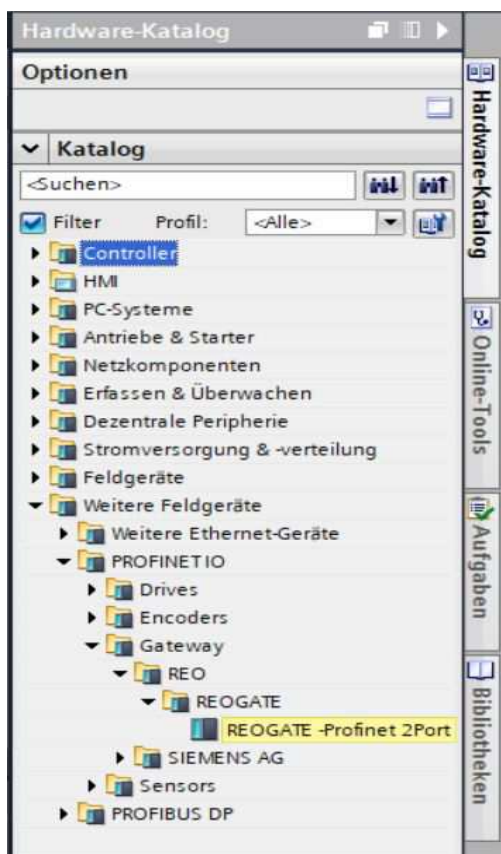 Hardware-Katalog
Optionen
Katalog
<Suchen>
Filter Profil: <Alle>
Controller
HMI
PC-Systeme
Antriebe & Starter
Netzkomponenten
Erfassen & Überwachen
Dezentrale Peripherie
Stromversorgung & -verteilung
Feldgeräte
Weitere Feldgeräte
Weitere Ethernet-Geräte
PROFINET IO
Drives
Encoders
Gateway
REO
REOGATE
REOGATE -Profinet 2Port
SIEMENS AG
Sensors
PROFIBUS DP
Hardware-Katalog
Online-Tools
Aufgaben
Bibliotheken